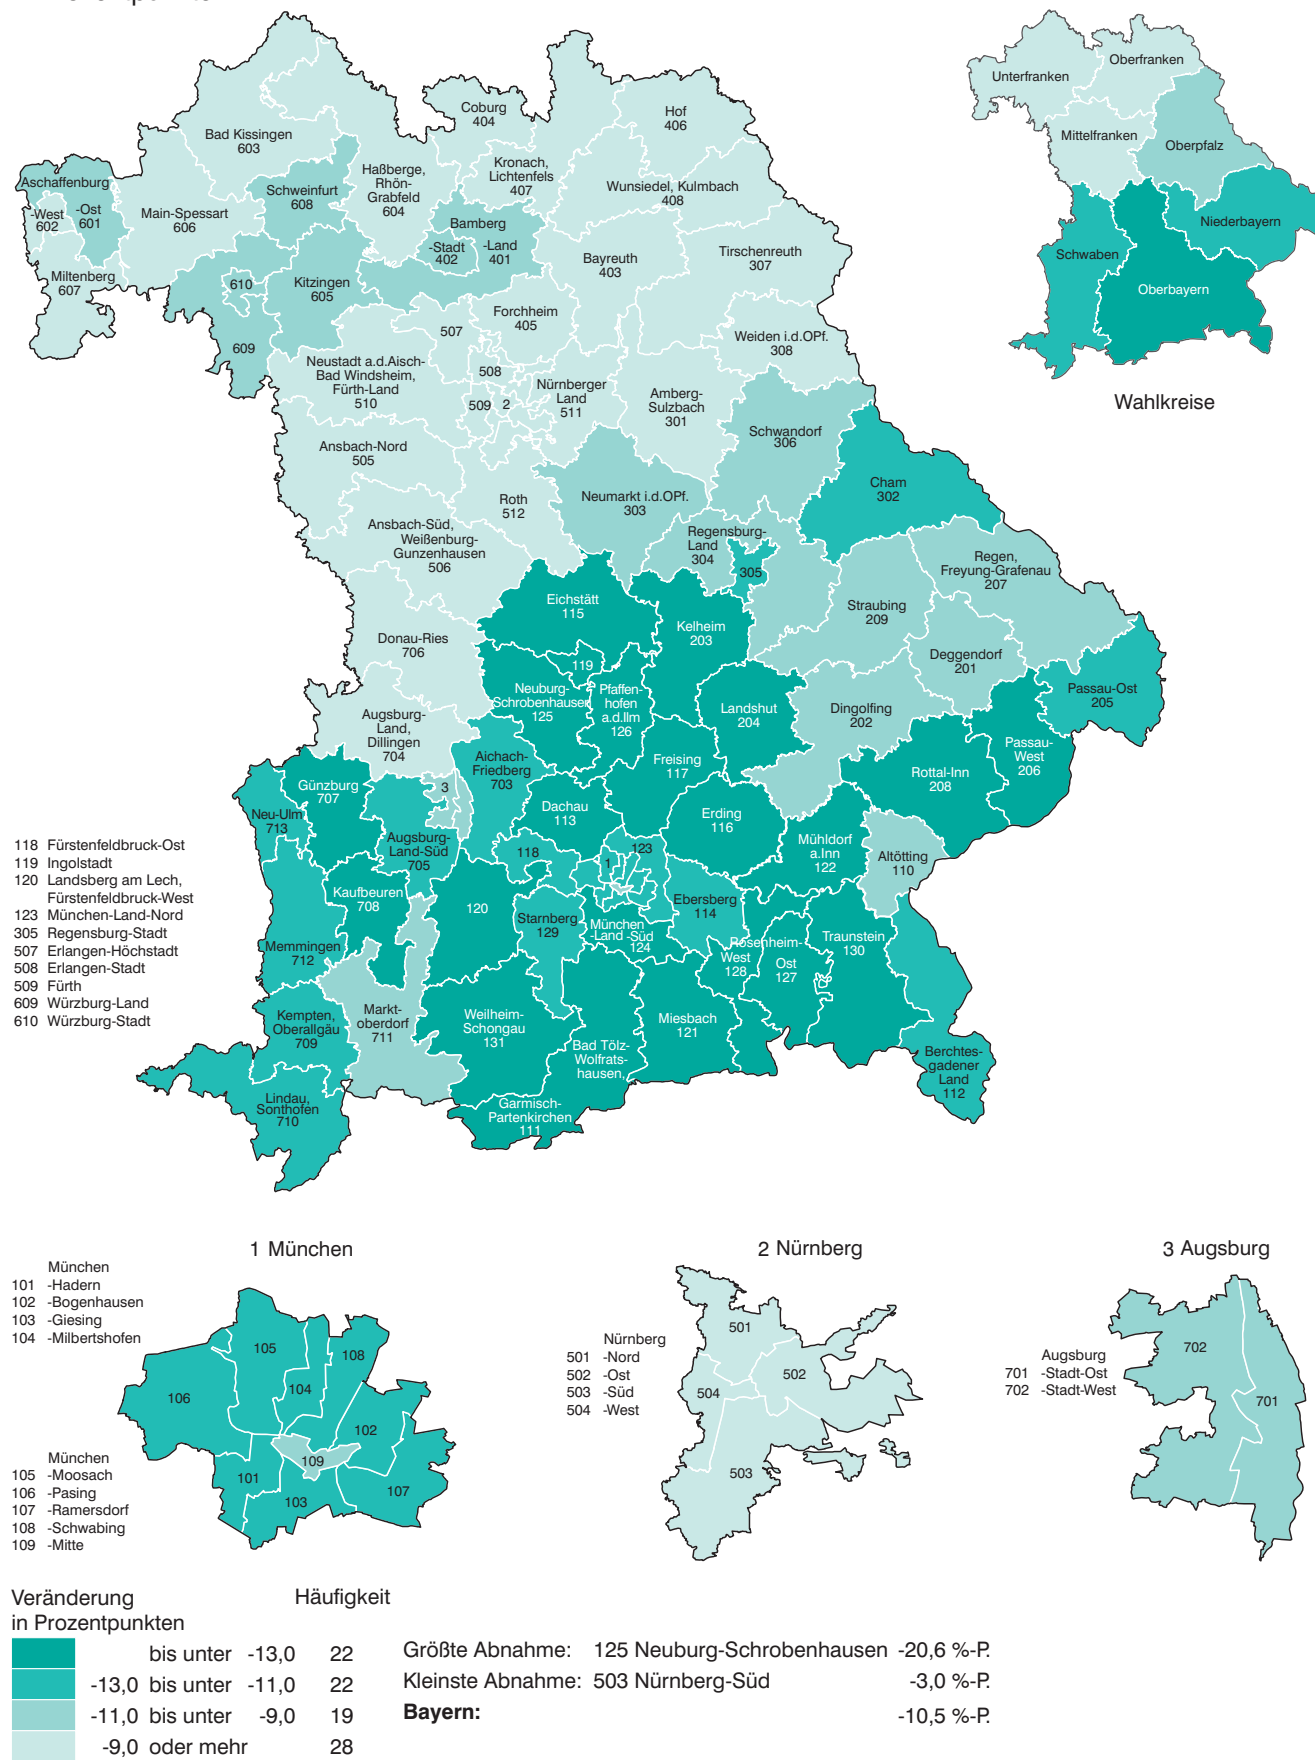 Unterfranken
Oberfranken
Mittelfranken
Oberpfalz
Niederbayern
Schwaben
Oberbayern
Wahlkreise
Coburg
404
Hof
406
Bad Kissingen
603
Kronach,
Lichtenfels
407
Haßberge,
Rhön-
Grabfeld
604
Wunsiedel, Kulmbach
408
Aschaffenburg
-West
602
-Ost
601
Schweinfurt
608
Main-Spessart
606
Bamberg
-Stadt
402
-Land
401
Bayreuth
403
Tirschenreuth
307
Miltenberg
607
610
Kitzingen
605
609
Forchheim
405
507
Weiden i.d.OPf.
308
Neustadt a.d.Aisch-
Bad Windsheim,
Fürth-Land
510
508
509
2
Nürnberger
Land
511
Amberg-
Sulzbach
301
Schwandorf
306
Ansbach-Nord
505
Cham
302
Roth
512
Neumarkt i.d.OPf.
303
Ansbach-Süd,
Weißenburg-
Gunzenhausen
506
Regensburg-
Land
304
305
Regen,
Freyung-Grafenau
207
Eichstätt
115
Straubing
209
Kelheim
203
Donau-Ries
706
Deggendorf
201
119
Neuburg-
Schrobenhausen
125
Pfaffen-
hofen
a.d.Ilm
126
Landshut
204
Dingolfing
202
Passau-Ost
205
Augsburg-
Land,
Dillingen
704
Aichach-
Friedberg
703
Freising
117
Passau-
West
206
Rottal-Inn
208
Günzburg
707
3
Neu-Ulm
713
Dachau
113
Erding
116
Augsburg-
Land-Süd
705
118
1
123
Mühldorf
a.Inn
122
Altötting
110
Kaufbeuren
708
120
Ebersberg
114
Starnberg
129
München
-Land -Süd
124
Rosenheim-
West
128
Ost
127
Traunstein
130
Memmingen
712
Kempten,
Oberallgäu
709
Markt-
oberdorf
711
Weilheim-
Schongau
131
Miesbach
121
Bad Tölz-
Wolfrats-
hausen,
Garmisch-
Partenkirchen
111
Berchtes-
gadener
Land
112
Lindau,
Sonthofen
710
118 Fürstenfeldbruck-Ost
119 Ingolstadt
120 Landsberg am Lech,
Fürstenfeldbruck-West
123 München-Land-Nord
305 Regensburg-Stadt
507 Erlangen-Höchstadt
508 Erlangen-Stadt
509 Fürth
609 Würzburg-Land
610 Würzburg-Stadt
1 München
München
101 -Hadern
102 -Bogenhausen
103 -Giesing
104 -Milbertshofen
München
105 -Moosach
106 -Pasing
107 -Ramersdorf
108 -Schwabing
109 -Mitte
105
108
106
104
102
109
101
103
107
2 Nürnberg
Nürnberg
501 -Nord
502 -Ost
503 -Süd
504 -West
501
502
504
503
3 Augsburg
Augsburg
701 -Stadt-Ost
702 -Stadt-West
702
701
Veränderung
in Prozentpunkten
Häufigkeit
bis unter -13,0 22
-13,0 bis unter -11,0 22
-11,0 bis unter -9,0 19
-9,0 oder mehr 28
Größte Abnahme: 125 Neuburg-Schrobenhausen -20,6 %-P.
Kleinste Abnahme: 503 Nürnberg-Süd -3,0 %-P.
Bayern: -10,5 %-P.